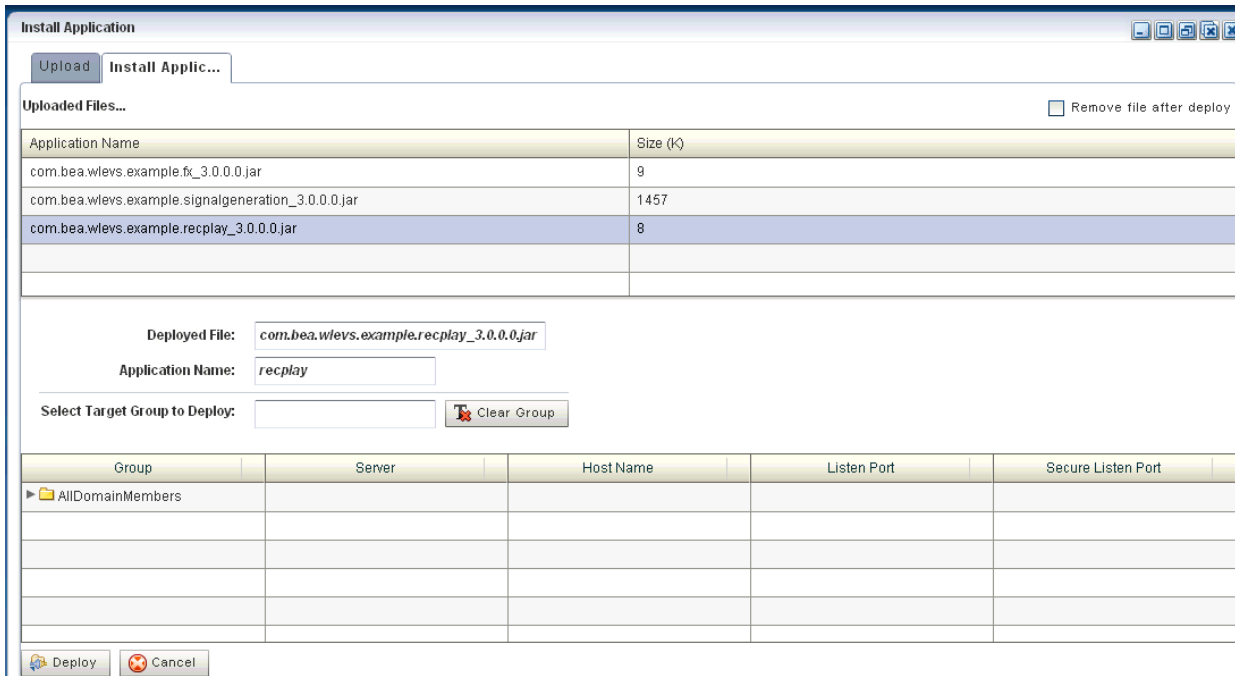 Install Application
Upload Install Applic...
Uploaded Files...
Remove file after deploy
Application Name Size (K)
com.bea.wlevs.example.fx_3.0.0.0.jar 9
com.bea.wlevs.example.signalgeneration_3.0.0.0.jar 1457
com.bea.wlevs.example.recplay_3.0.0.0.jar 8
Deployed File: com.bea.wlevs.example.recplay_3.0.0.0.jar
Application Name: recplay
Select Target Group to Deploy: Clear Group
Group Server Host Name Listen Port Secure Listen Port
AllDomainMembers
Deploy Cancel